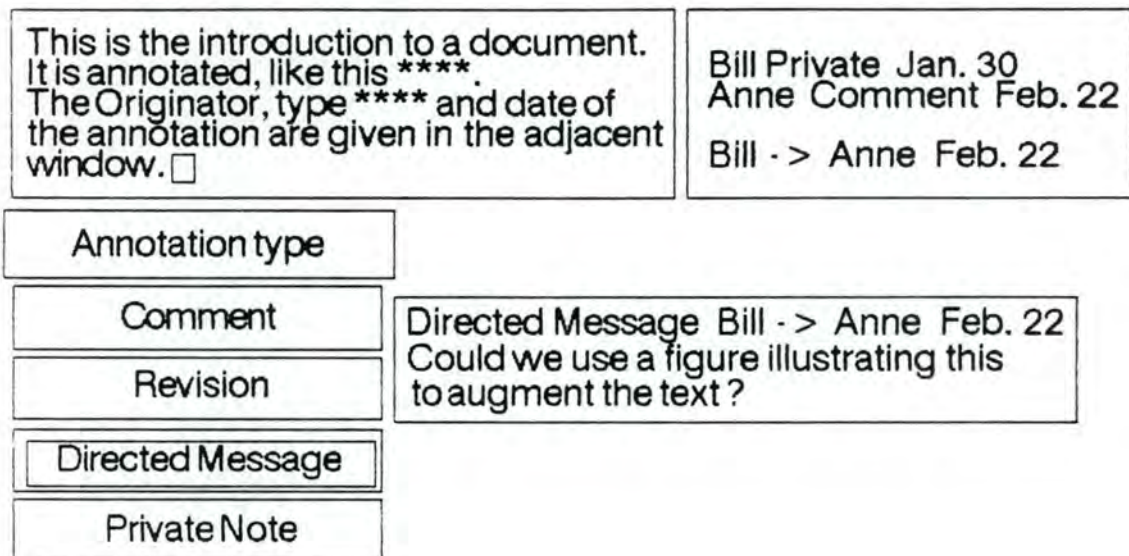 This is the introduction to a document.
It is annotated, like this ****.
The Originator, type **** and date of
the annotation are given in the adjacent
window.
Bill Private Jan. 30
Anne Comment Feb. 22
Bill - > Anne Feb. 22
Annotation type
Comment
Revision
Directed Message
Private Note
Directed Message Bill - > Anne Feb. 22
Could we use a figure illustrating this
to augment the text ?